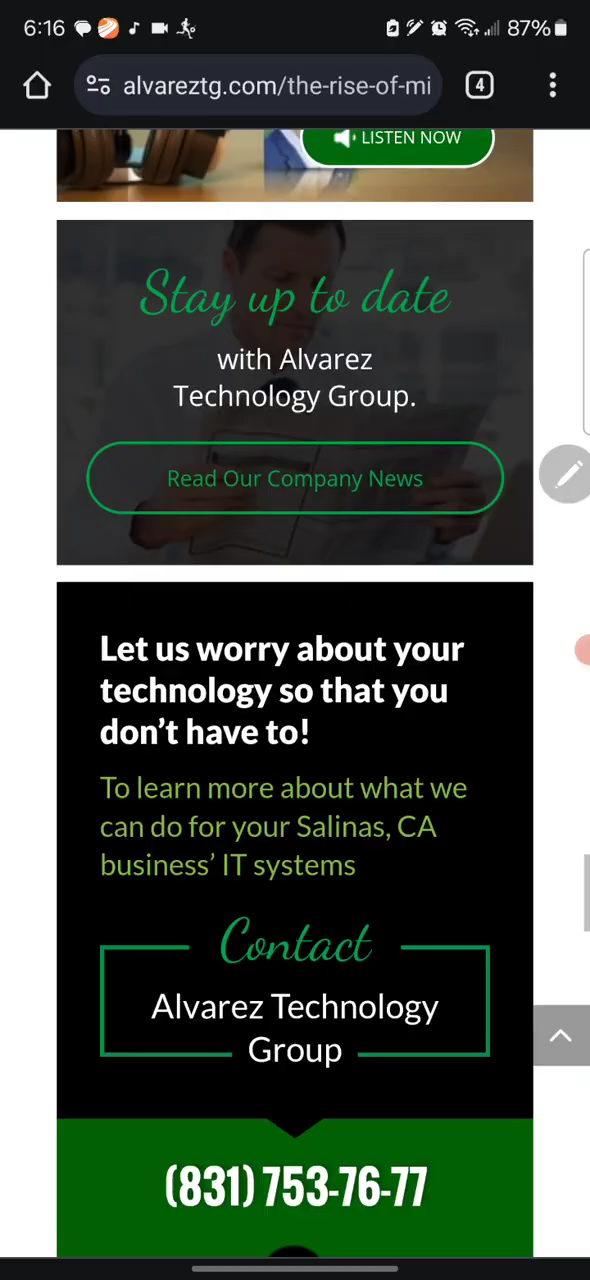 6:16
87%
alvareztg.com/the-rise-of-mi
4
LISTEN NOW
Stay up to date
with Alvarez
Technology Group.
Read Our Company News
Let us worry about your
technology so that you
don’t have to!
To learn more about what we
can do for your Salinas, CA
business’ IT systems
Contact
Alvarez Technology
Group
(831) 753-76-77